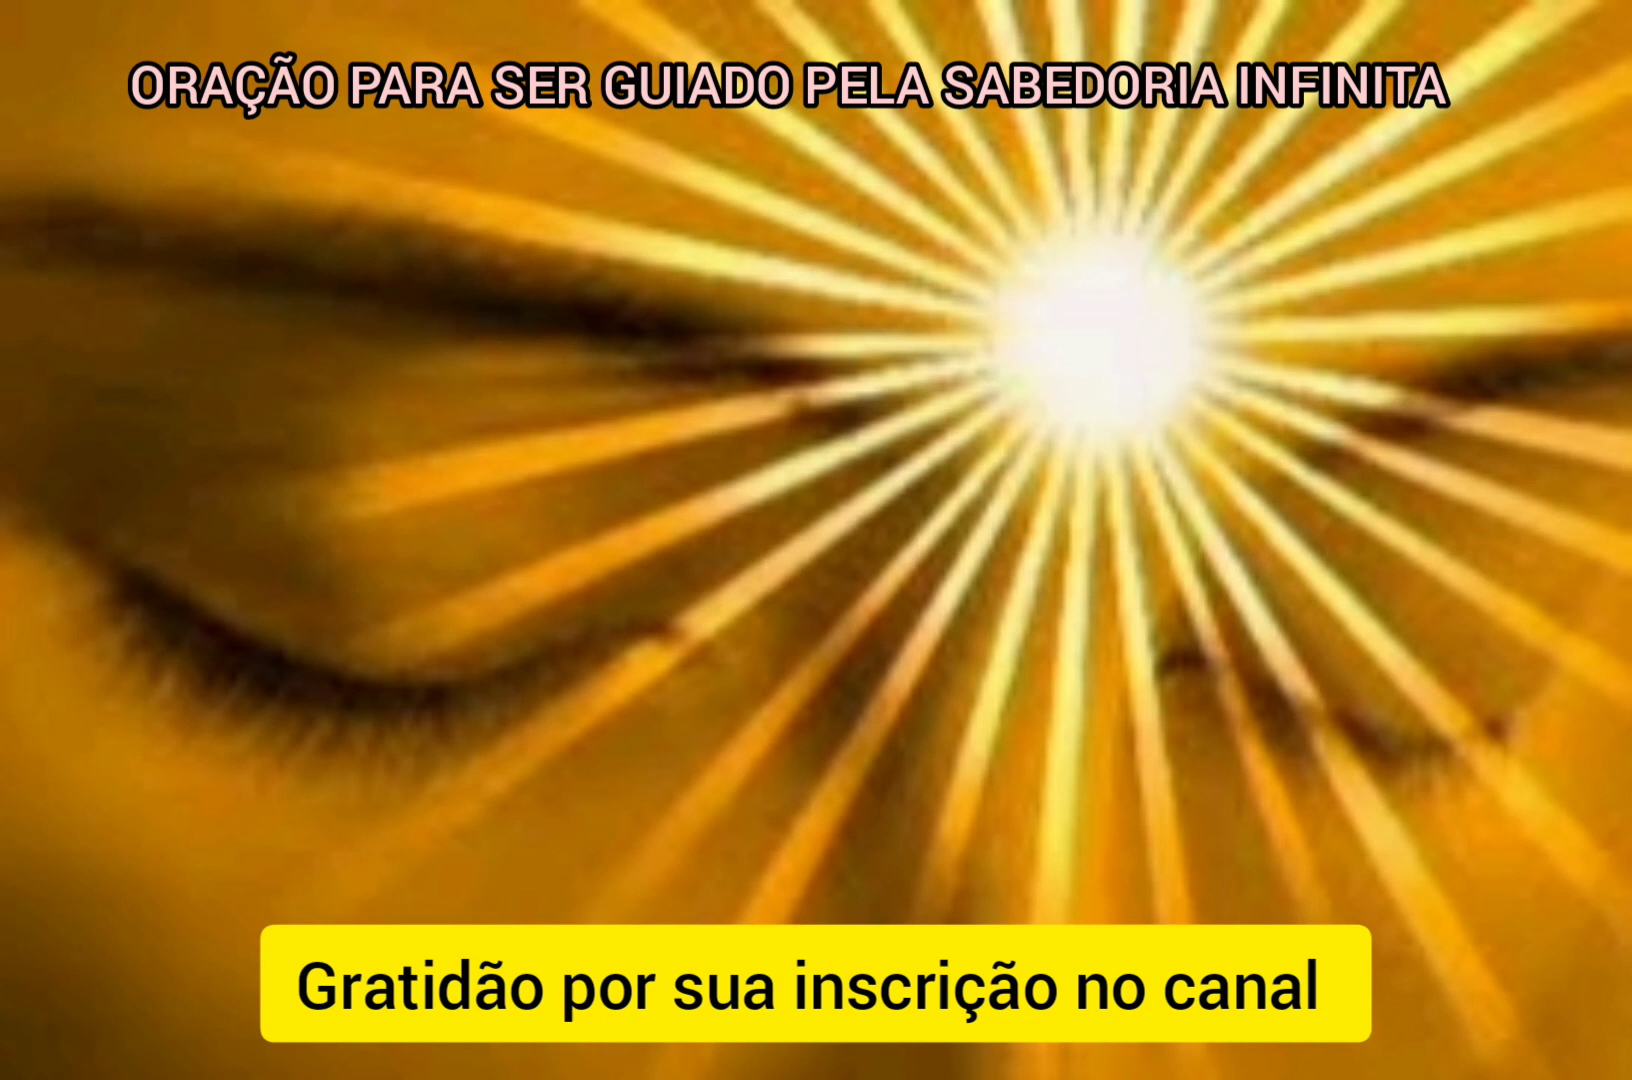 ORAÇÃO PARA SER GUIADO PELA SABEDORIA INFINITA
Gratidão por sua inscrição no canal